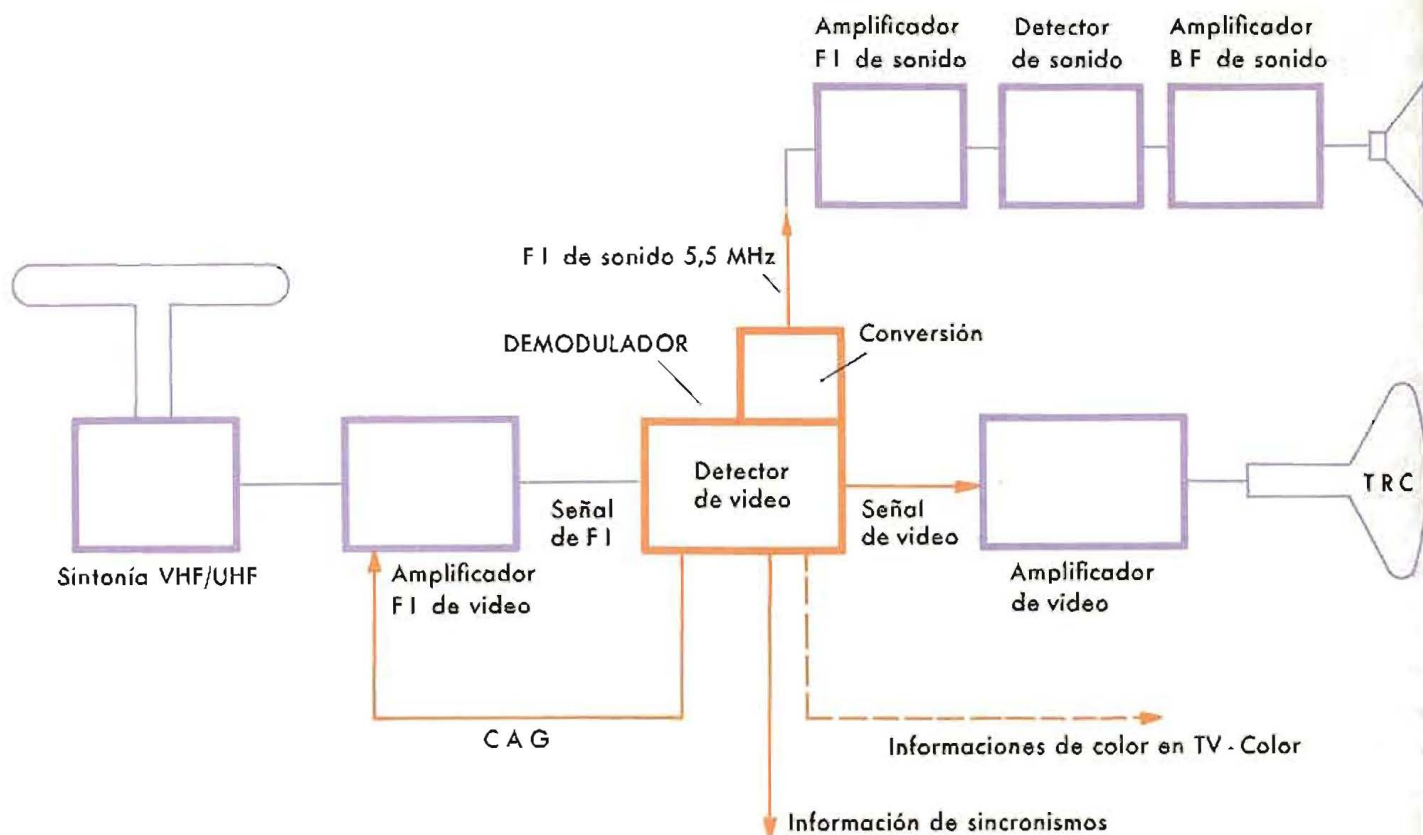 Amplificador
FI de sonido
Detector
de sonido
Amplificador
BF de sonido
FI de sonido 5,5 MHz
DEMODULADOR
Conversión
Sintonía VHF/UHF
Amplificador
FI de video
Señal
de FI
Detector
de video
Señal
de video
Amplificador
de video
TRC
CAG
Informaciones de color en TV-Color
Información de sincronismos